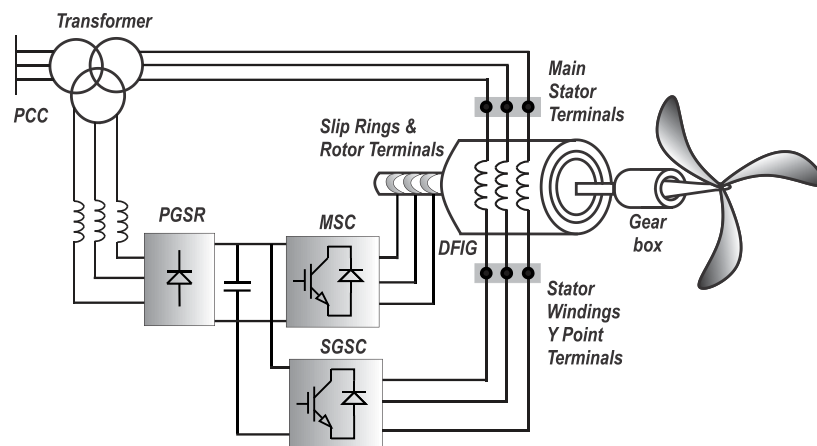 Transformer
PCC
Main
Stator
Terminals
Slip Rings &
Rotor Terminals
PGSR
MSC
DFIG
Gear
box
SGSC
Stator
Windings
Y Point
Terminals